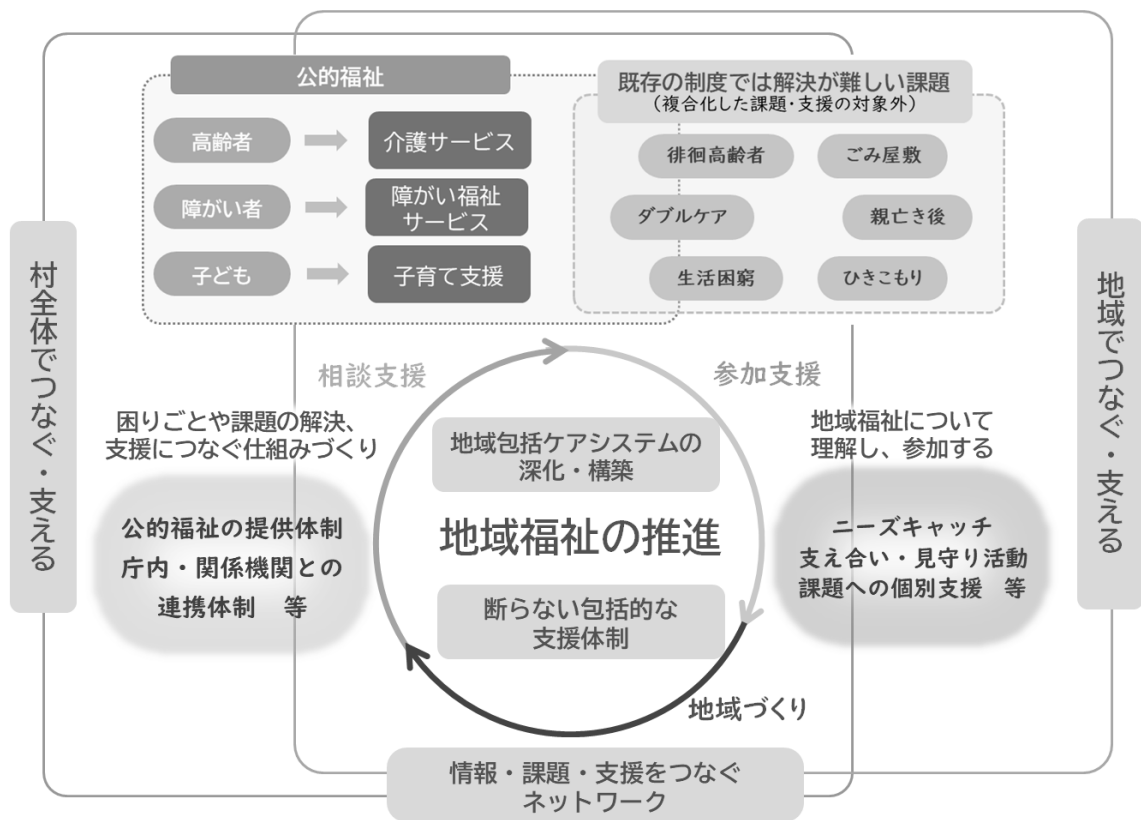 公的福祉
高齢者
介護サービス
障がい者
障がい福祉
サービス
子ども
子育て支援
既存の制度では解決が難しい課題
（複合化した課題・支援の対象外）
徘徊高齢者
ごみ屋敷
ダブルケア
親亡き後
生活困窮
ひきこもり
村全体でつなぐ・支える
地域でつなぐ・支える
相談支援
参加支援
困りごとや課題の解決、
支援につなぐ仕組みづくり
公的福祉の提供体制
庁内・関係機関との
連携体制　等
地域包括ケアシステムの
深化・構築
地域福祉の推進
断らない包括的な
支援体制
地域福祉について
理解し、参加する
ニーズキャッチ
支え合い・見守り活動
課題への個別支援　等
地域づくり
情報・課題・支援をつなぐ
ネットワーク